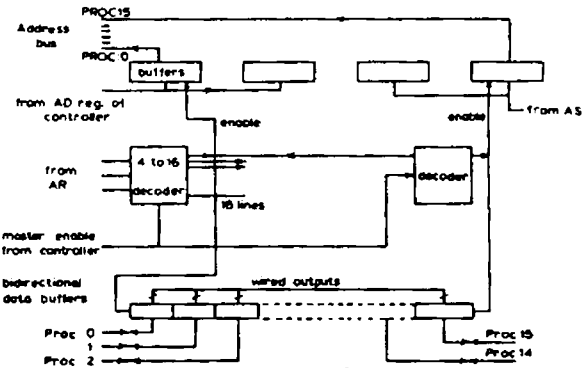 PROC15
Address
bus
PROC 0
buffers
from AD reg. of
controller
enable
enable
from AS
from
AR
4 to 16
decoder
16 lines
decoder
master enable
from controller
bidirectional
data buffers
wired outputs
Proc 0
1
Proc 2
Proc 15
Proc 14